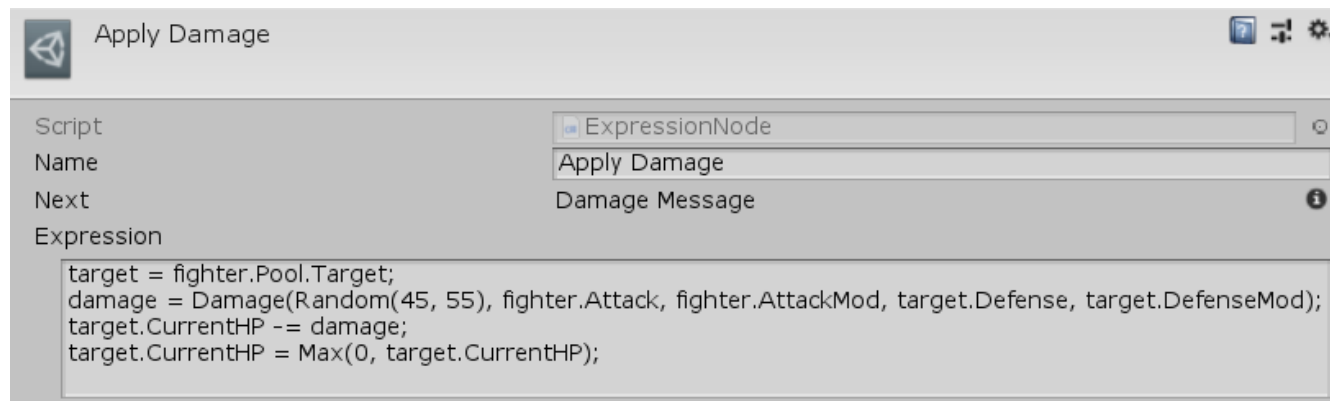 Apply Damage
Script ExpressionNode
Name Apply Damage
Next Damage Message
Expression
target = fighter.Pool.Target;
damage = Damage(Random(45, 55), fighter.Attack, fighter.AttackMod, target.Defense, target.DefenseMod);
target.CurrentHP -= damage;
target.CurrentHP = Max(0, target.CurrentHP);